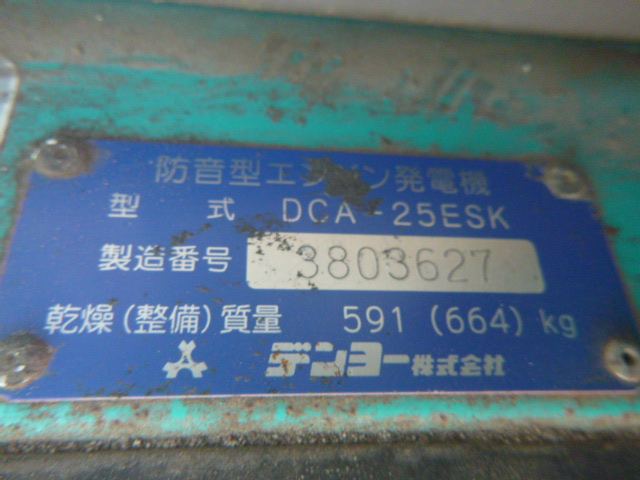 防音型エンジン発電機
型 式 DCA-25ESK
製造番号 3803627
乾燥(整備)質量 591 (664) kg
デンヨー株式会社